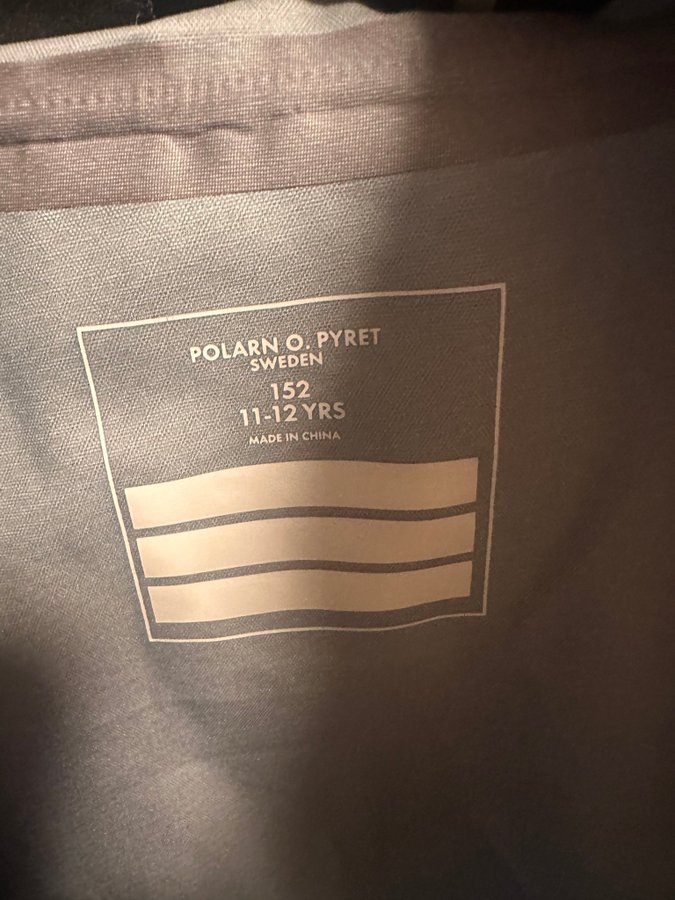 POLARN O. PYRET
SWEDEN
152
11-12 YRS
MADE IN CHINA